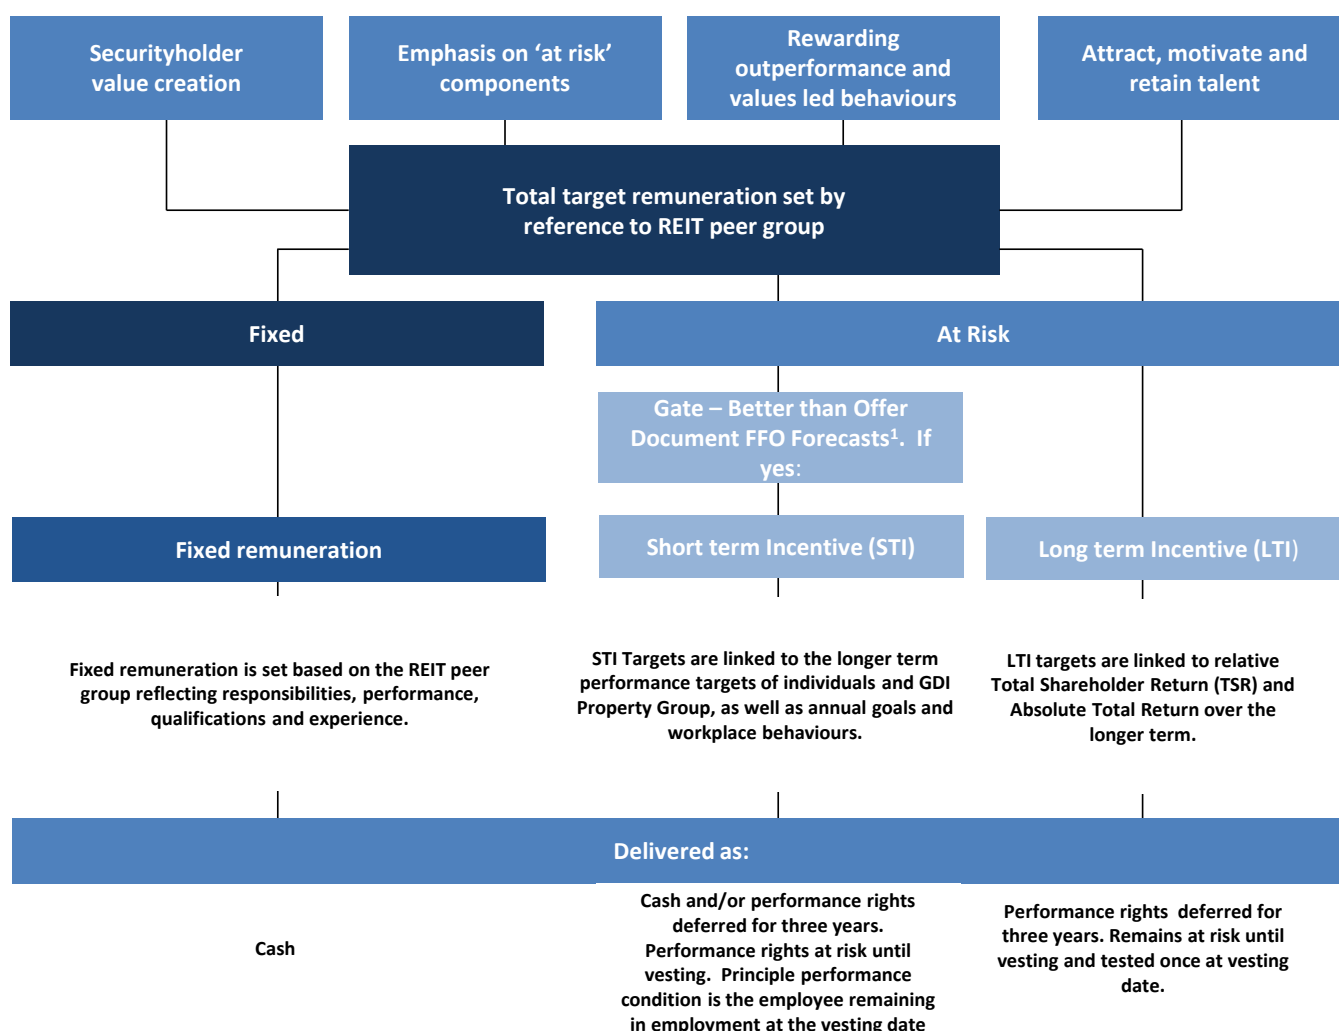 Securityholder
value creation
Emphasis on ‘at risk’
components
Rewarding
outperformance and
values led behaviours
Attract, motivate and
retain talent
Total target remuneration set by
reference to REIT peer group
Fixed
At Risk
Gate – Better than Offer
Document FFO Forecasts¹.  If
yes:
Fixed remuneration
Short term Incentive (STI)
Long term Incentive (LTI)
Fixed remuneration is set based on the REIT peer
group reflecting responsibilities, performance,
qualifications and experience.
STI Targets are linked to the longer term
performance targets of individuals and GDI
Property Group, as well as annual goals and
workplace behaviours.
LTI targets are linked to relative
Total Shareholder Return (TSR) and
Absolute Total Return over the
longer term.
Delivered as:
Cash
Cash and/or performance rights
deferred for three years.
Performance rights at risk until
vesting.  Principle performance
condition is the employee remaining
in employment at the vesting date
Performance rights  deferred for
three years. Remains at risk until
vesting and tested once at vesting
date.